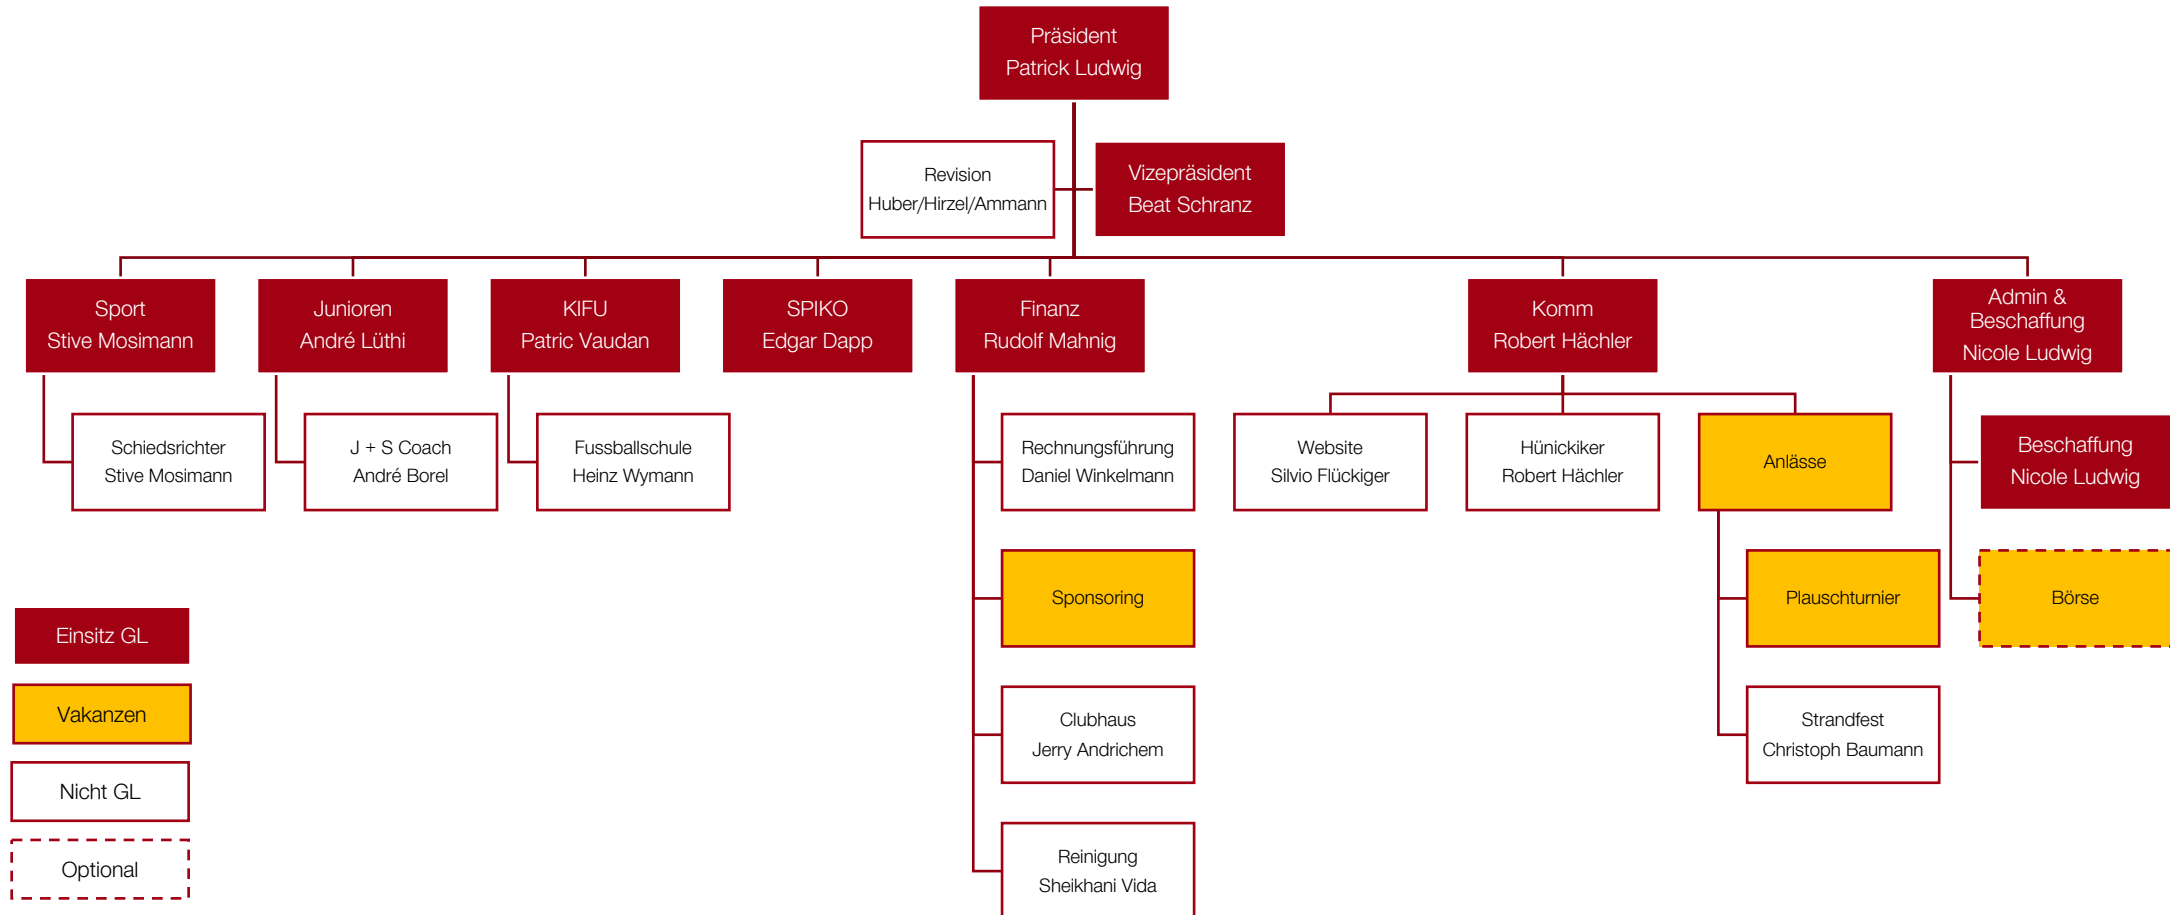 Präsident
Patrick Ludwig
Revision
Huber/Hirzel/Ammann
Vizepräsident
Beat Schranz
Sport
Stive Mosimann
Junioren
André Lüthi
KIFU
Patric Vaudan
SPIKO
Edgar Dapp
Finanz
Rudolf Mahnig
Komm
Robert Hächler
Admin &
Beschaffung
Nicole Ludwig
Schiedsrichter
Stive Mosimann
J + S Coach
André Borel
Fussballschule
Heinz Wymann
Rechnungsführung
Daniel Winkelmann
Website
Silvio Flückiger
Hünickiker
Robert Hächler
Anlässe
Beschaffung
Nicole Ludwig
Sponsoring
Plauschturnier
Börse
Clubhaus
Jerry Andrichem
Strandfest
Christoph Baumann
Reinigung
Sheikhani Vida
Einsitz GL
Vakanzen
Nicht GL
Optional